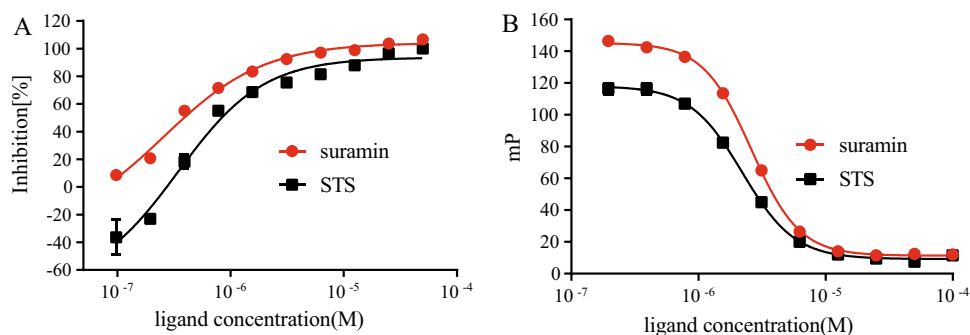 A
Inhibition[%]
120
100
80
60
40
20
0
-20
-40
-60
suramin
STS
10⁻⁷
10⁻⁶
10⁻⁵
10⁻⁴
ligand concentration(M)
B
mP
160
140
120
100
80
60
40
20
0
suramin
STS
10⁻⁷
10⁻⁶
10⁻⁵
10⁻⁴
ligand concentration(M)